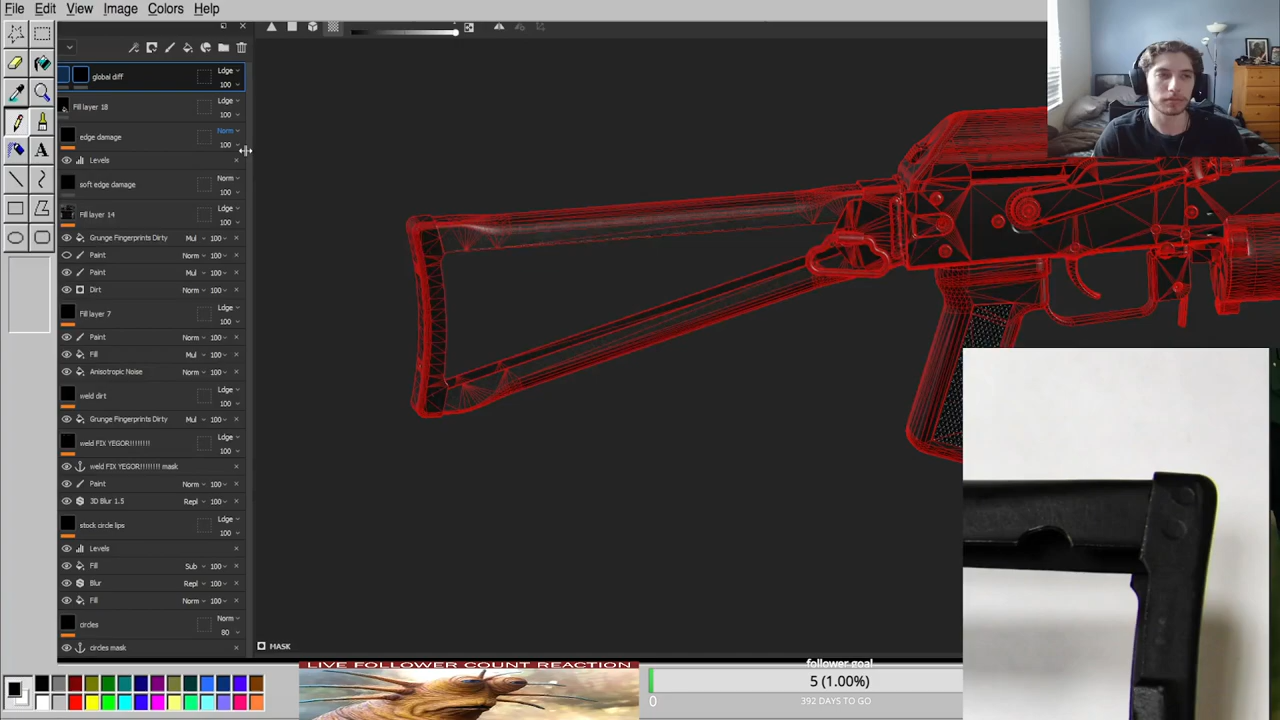 File Edit View Image Colors Help
global diff Ldge 100
Fill layer 18 Ldge 100
edge damage Norm 100
Levels
soft edge damage Norm 100
Fill layer 14 Ldge 100
Grunge Fingerprints Dirty Mul 100
Paint Norm 100
Paint Mul 100
Dirt Norm 100
Fill layer 7 Ldge 100
Paint Norm 100
Fill Mul 100
Anisotropic Noise Mul 100
weld dirt Ldge 100
Grunge Fingerprints Dirty Mul 100
weld FIX YEGOR!!!!!!!! Ldge 100
weld FIX YEGOR!!!!!!!! mask
Paint Norm 100
3D Blur 1.5 Repl 100
stock circle lips Ldge 100
Levels
Fill Sub 100
Blur Repl 100
Fill Norm 100
circles Norm 80
circles mask
MASK
LIVE FOLLOWER COUNT REACTION
follower goal
5 (1.00%)
0
392 DAYS TO GO